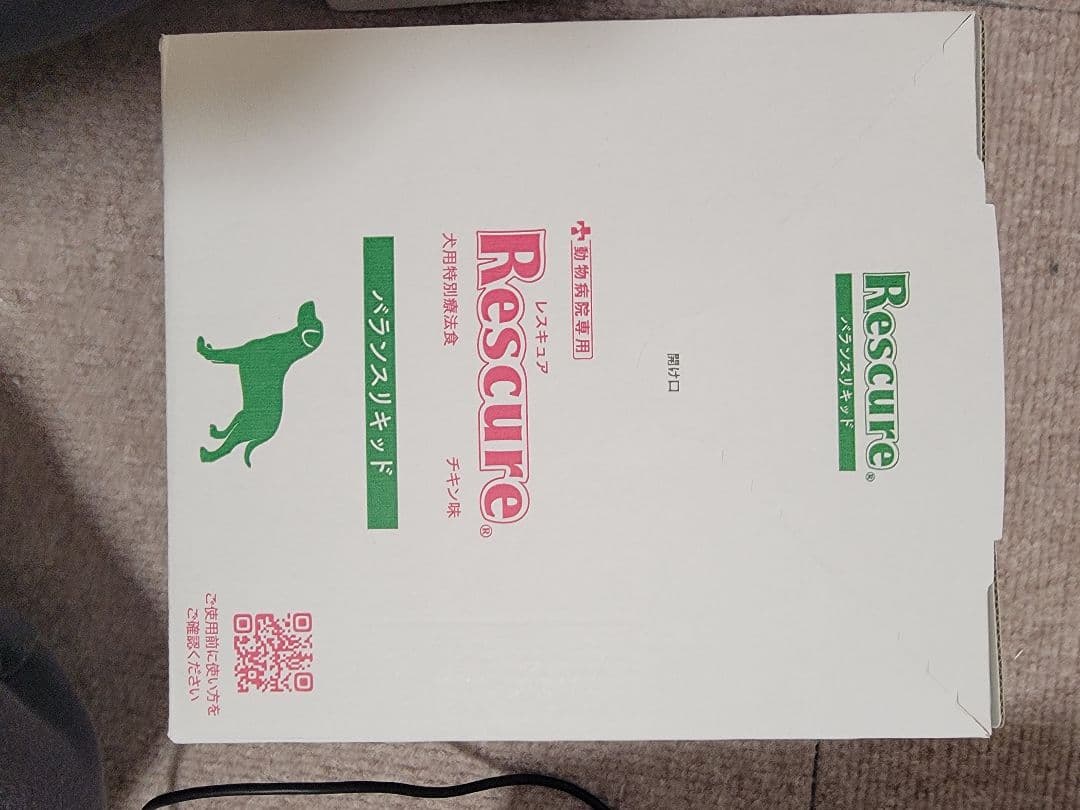 Rescure®
バランスリキッド
開け口
動物病院専用
レスキュア
Rescure®
犬用特別療法食
チキン味
バランスリキッド
ご使用前に使い方を
ご確認ください